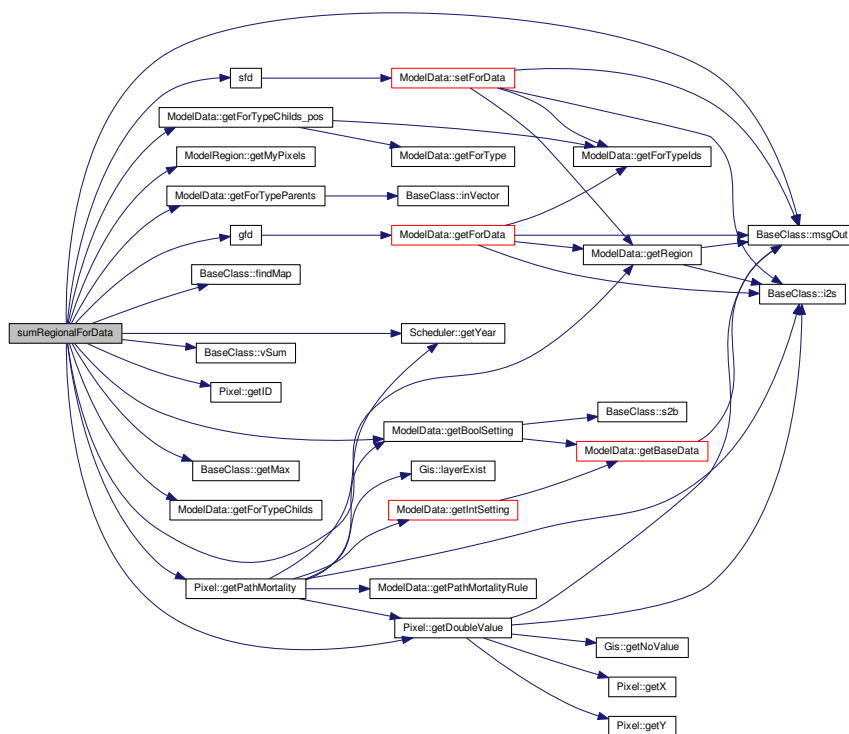 sumRegionalForData
sfd
ModelData::getForTypeChilds_pos
ModelRegion::getMyPixels
ModelData::getForTypeParents
gfd
BaseClass::findMap
BaseClass::vSum
Pixel::getID
BaseClass::getMax
ModelData::getForTypeChilds
Pixel::getPathMortality
ModelData::setForData
ModelData::getForType
BaseClass::inVector
ModelData::getForData
Scheduler::getYear
ModelData::getBoolSetting
Gis::layerExist
ModelData::getIntSetting
ModelData::getPathMortalityRule
Pixel::getDoubleValue
ModelData::getForTypeIds
ModelData::getRegion
BaseClass::s2b
ModelData::getBaseData
Gis::getNoValue
Pixel::getX
Pixel::getY
BaseClass::msgOut
BaseClass::i2s